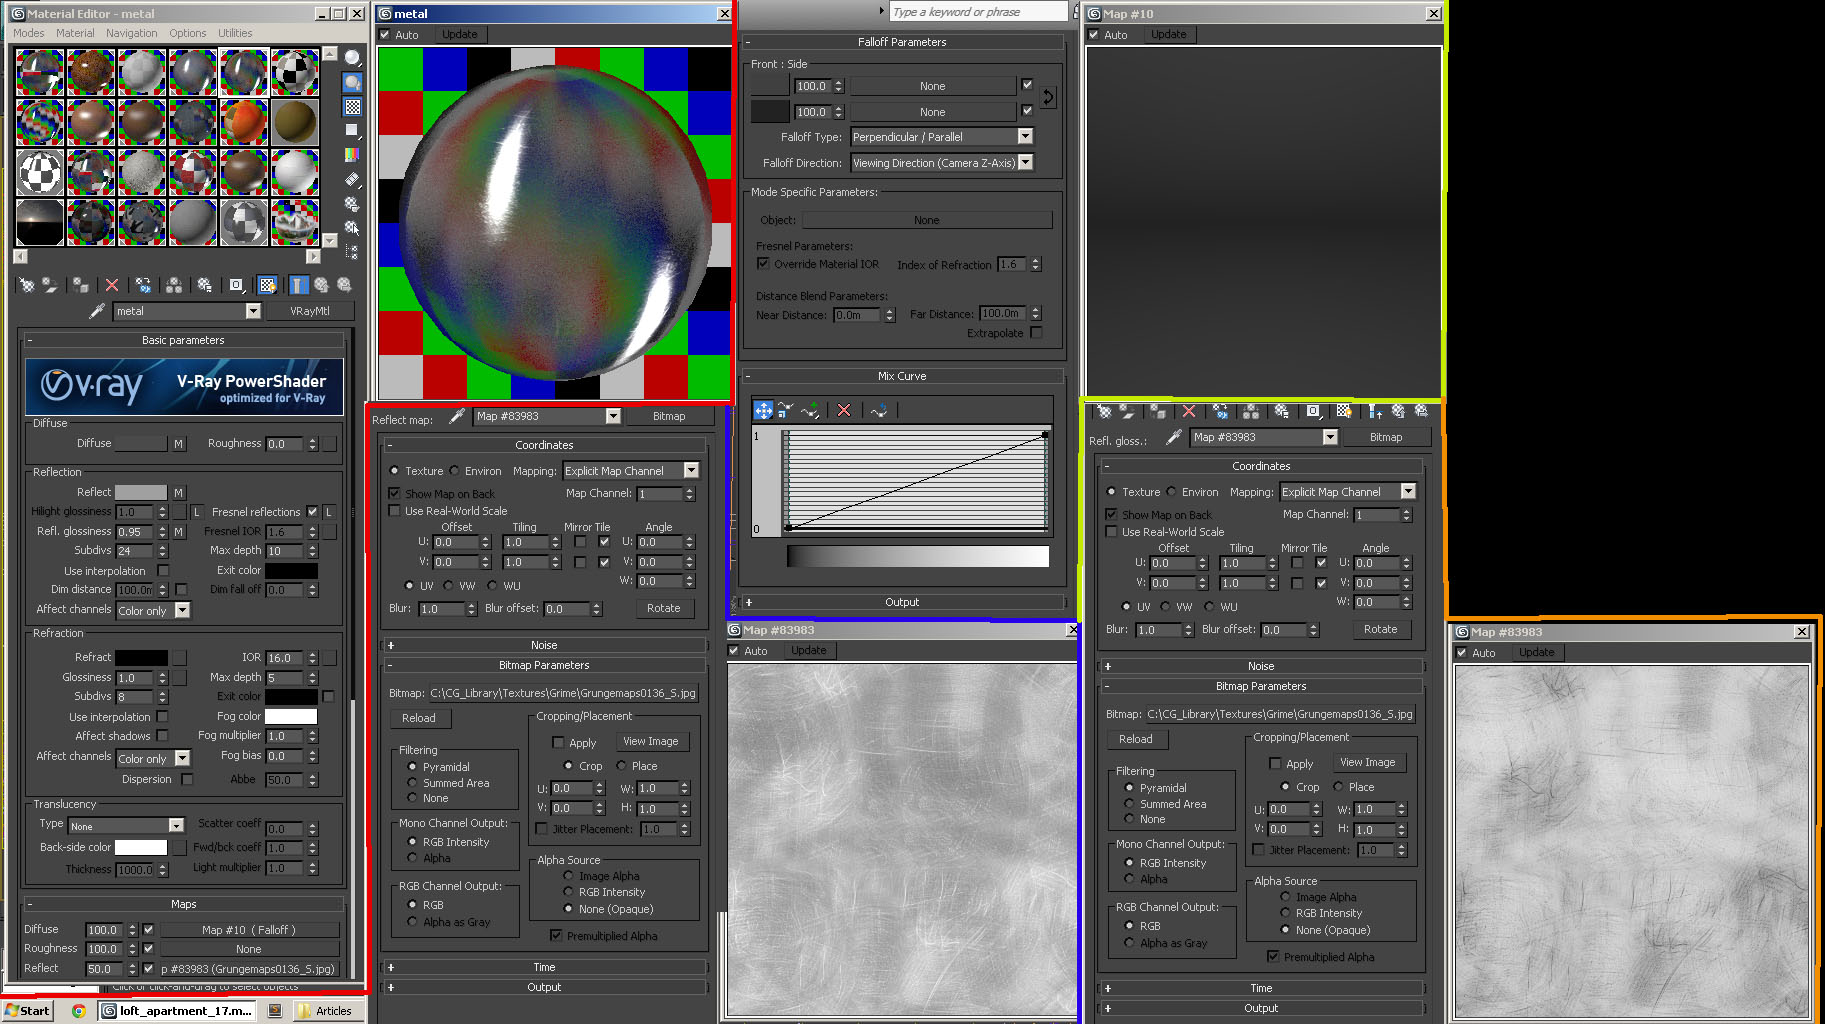 Material Editor - metal
Modes Material Navigation Options Utilities
metal VRayMtl
- Basic parameters
v·ray V-Ray PowerShader
optimized for V-Ray
Diffuse
Diffuse M Roughness 0.0
Reflection
Reflect M
Hilight glossiness 1.0 L Fresnel reflections L
Refl. glossiness 0.95 M Fresnel IOR 1.6
Subdivs 24 Max depth 10
Use interpolation Exit color
Dim distance 100.0m Dim fall off 0.0
Affect channels Color only
Refraction
Refract IOR 16.0
Glossiness 1.0 Max depth 5
Subdivs 8 Exit color
Use interpolation Fog color
Affect shadows Fog multiplier 1.0
Affect channels Color only Fog bias 0.0
Dispersion Abbe 50.0
Translucency
Type None Scatter coeff 0.0
Back-side color Fwd/bck coeff 1.0
Thickness 1000.0 Light multiplier 1.0
- Maps
Diffuse 100.0 Map #10 ( Falloff )
Roughness 100.0 None
Reflect 50.0 p #83983 (Grungemaps0136_S.jpg)
Click or click-and-drag to select objects
Start loft_apartment_17.m... Articles
metal
Auto Update
Reflect map: Map #83983 Bitmap
- Coordinates
Texture Environ Mapping: Explicit Map Channel
Show Map on Back Map Channel: 1
Use Real-World Scale
Offset Tiling Mirror Tile Angle
U: 0.0 1.0 U: 0.0
V: 0.0 1.0 V: 0.0
W: 0.0
UV VW WU
Blur: 1.0 Blur offset: 0.0 Rotate
+ Noise
- Bitmap Parameters
Bitmap: C:\CG_Library\Textures\Grime\Grungemaps0136_S.jpg
Reload
Cropping/Placement
Apply View Image
Crop Place
U: 0.0 W: 1.0
V: 0.0 H: 1.0
Jitter Placement: 1.0
Filtering
Pyramidal
Summed Area
None
Mono Channel Output:
RGB Intensity
Alpha
RGB Channel Output:
RGB
Alpha as Gray
Alpha Source
Image Alpha
RGB Intensity
None (Opaque)
Premultiplied Alpha
+ Time
+ Output
Type a keyword or phrase
- Falloff Parameters
Front : Side
100.0 None
100.0 None
Falloff Type: Perpendicular / Parallel
Falloff Direction: Viewing Direction (Camera Z-Axis)
Mode Specific Parameters:
Object: None
Fresnel Parameters:
Override Material IOR Index of Refraction 1.6
Distance Blend Parameters:
Near Distance: 0.0m Far Distance: 100.0m
Extrapolate
- Mix Curve
1
0
+ Output
Map #83983
Auto Update
Map #10
Auto Update
Refl. gloss.: Map #83983 Bitmap
- Coordinates
Texture Environ Mapping: Explicit Map Channel
Show Map on Back Map Channel: 1
Use Real-World Scale
Offset Tiling Mirror Tile Angle
U: 0.0 1.0 U: 0.0
V: 0.0 1.0 V: 0.0
W: 0.0
UV VW WU
Blur: 1.0 Blur offset: 0.0 Rotate
+ Noise
- Bitmap Parameters
Bitmap: C:\CG_Library\Textures\Grime\Grungemaps0136_S.jpg
Reload
Cropping/Placement
Apply View Image
Crop Place
U: 0.0 W: 1.0
V: 0.0 H: 1.0
Jitter Placement: 1.0
Filtering
Pyramidal
Summed Area
None
Mono Channel Output:
RGB Intensity
Alpha
RGB Channel Output:
RGB
Alpha as Gray
Alpha Source
Image Alpha
RGB Intensity
None (Opaque)
Premultiplied Alpha
+ Time
+ Output
Map #83983
Auto Update